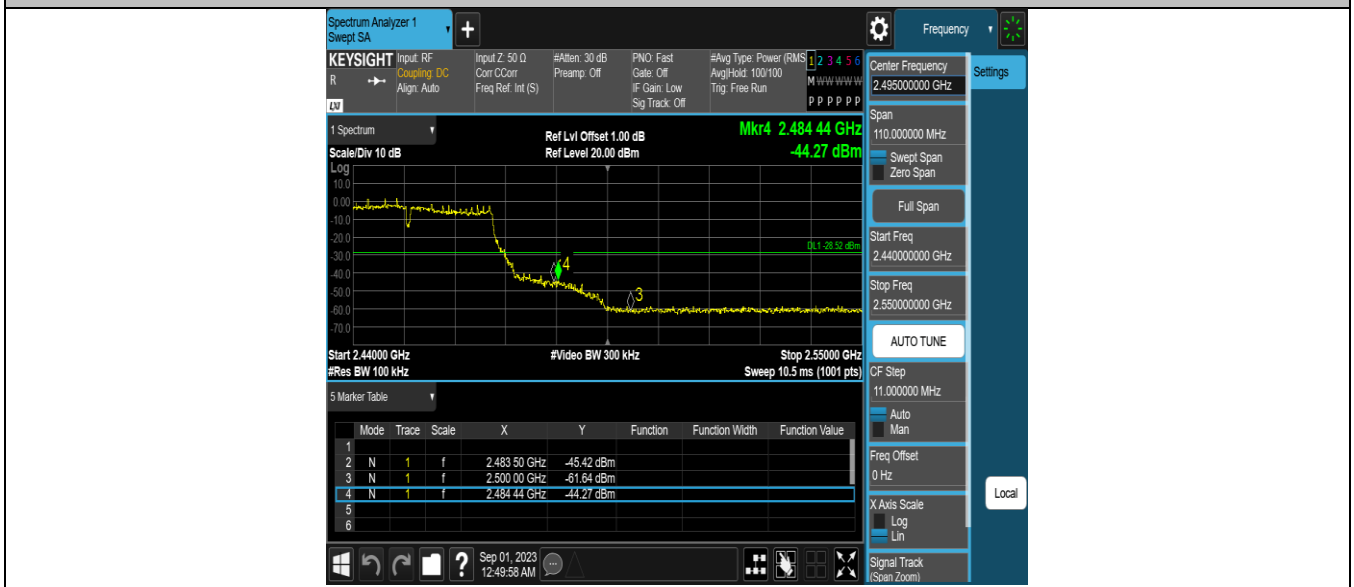 Spectrum Analyzer 1
Swept SA
Frequency
KEYSIGHT
R
LXI
Input: RF
Coupling: DC
Align: Auto
Input Z: 50 Ω
Corr CCorr
Freq Ref: Int (S)
#Atten: 30 dB
Preamp: Off
PNO: Fast
Gate: Off
IF Gain: Low
Sig Track: Off
#Avg Type: Power (RMS
Avg|Hold: 100/100
Trig: Free Run
1 2 3 4 5 6
M W W W W W
P P P P P P
1 Spectrum
Scale/Div 10 dB
Ref Lvl Offset 1.00 dB
Ref Level 20.00 dBm
Mkr4 2.484 44 GHz
-44.27 dBm
Log
10.0
0.00
-10.0
-20.0
-30.0
-40.0
-50.0
-60.0
-70.0
DL1 -28.52 dBm
4
3
Start 2.44000 GHz
#Video BW 300 kHz
Stop 2.55000 GHz
#Res BW 100 kHz
Sweep 10.5 ms (1001 pts)
5 Marker Table
Mode Trace Scale X Y Function Function Width Function Value
1
2 N 1 f 2.483 50 GHz -45.42 dBm
3 N 1 f 2.500 00 GHz -61.64 dBm
4 N 1 f 2.484 44 GHz -44.27 dBm
5
6
?
Sep 01, 2023
12:49:58 AM
Center Frequency
2.495000000 GHz
Settings
Span
110.000000 MHz
Swept Span
Zero Span
Full Span
Start Freq
2.440000000 GHz
Stop Freq
2.550000000 GHz
AUTO TUNE
CF Step
11.000000 MHz
Auto
Man
Freq Offset
0 Hz
Local
X Axis Scale
Log
Lin
Signal Track
(Span Zoom)